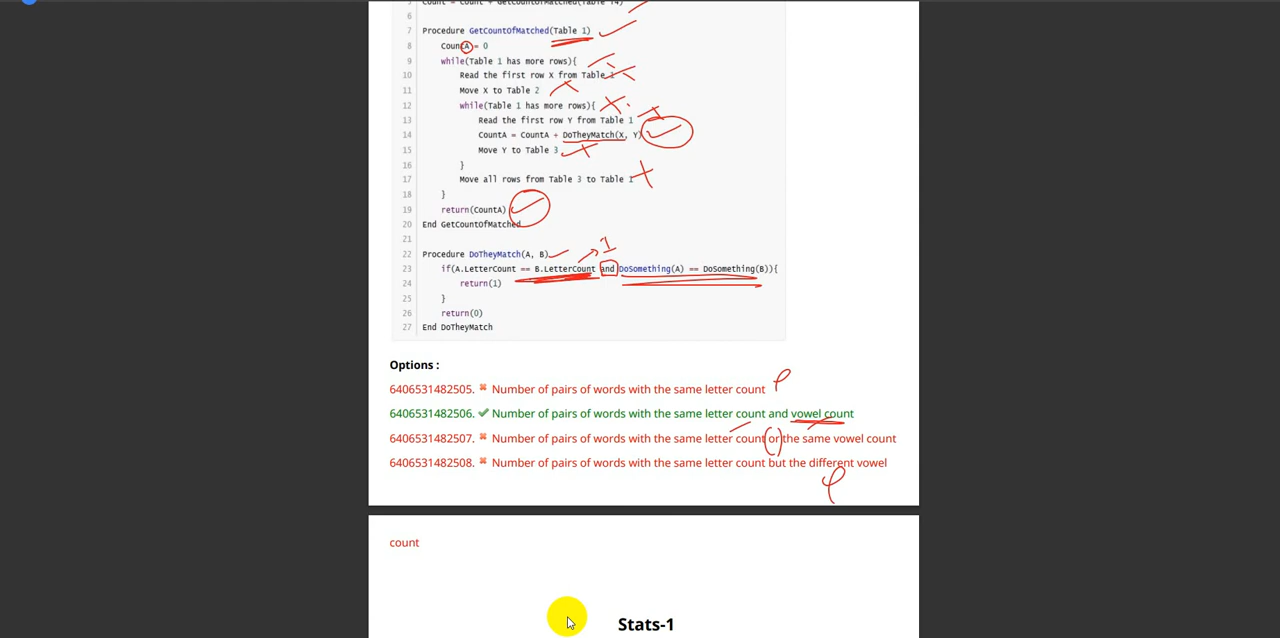 5 Count = Count + GetCountOfMatched(Table 14)
6
7 Procedure GetCountOfMatched(Table 1)
8 CountA = 0
9 while(Table 1 has more rows){
10 Read the first row X from Table 1
11 Move X to Table 2
12 while(Table 1 has more rows){
13 Read the first row Y from Table 1
14 CountA = CountA + DoTheyMatch(X, Y)
15 Move Y to Table 3
16 }
17 Move all rows from Table 3 to Table 1
18 }
19 return(CountA)
20 End GetCountOfMatched
21
22 Procedure DoTheyMatch(A, B)
1
23 if(A.LetterCount == B.LetterCount and DoSomething(A) == DoSomething(B)){
24 return(1)
25 }
26 return(0)
27 End DoTheyMatch
Options :
6406531482505. Number of pairs of words with the same letter count
6406531482506. Number of pairs of words with the same letter count and vowel count
6406531482507. Number of pairs of words with the same letter count or the same vowel count
6406531482508. Number of pairs of words with the same letter count but the different vowel
count
Stats-1